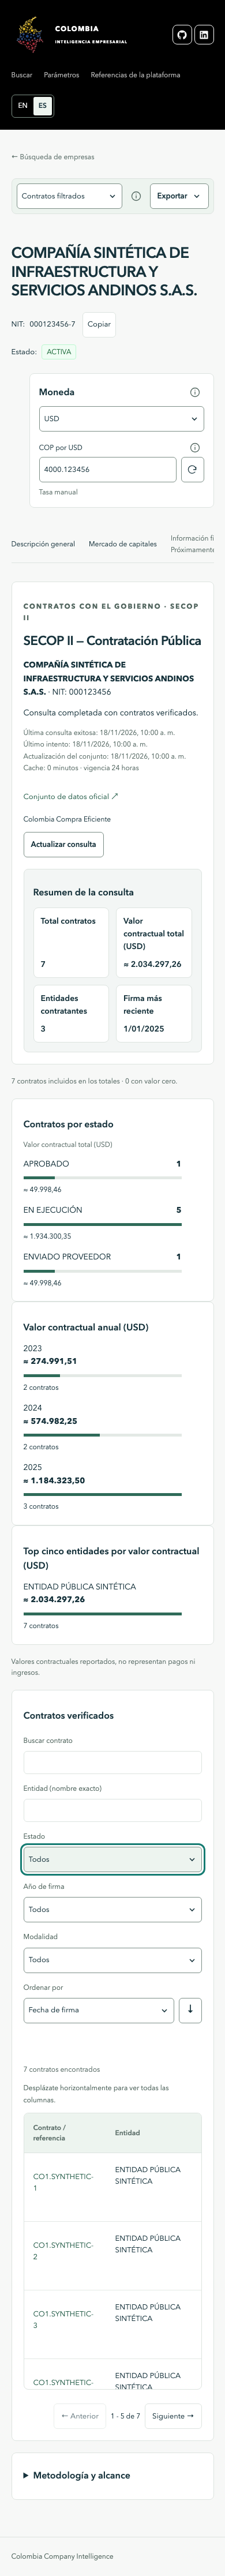 COLOMBIA
INTELIGENCIA EMPRESARIAL
Buscar Parámetros Referencias de la plataforma
EN ES
← Búsqueda de empresas
Contratos filtrados
Exportar
COMPAÑÍA SINTÉTICA DE
INFRAESTRUCTURA Y
SERVICIOS ANDINOS S.A.S.
NIT: 000123456-7 Copiar
Estado: ACTIVA
Moneda
USD
COP por USD
4000.123456
Tasa manual
Descripción general Mercado de capitales
Información fi
Próximamente
CONTRATOS CON EL GOBIERNO · SECOP
II
SECOP II — Contratación Pública
COMPAÑÍA SINTÉTICA DE
INFRAESTRUCTURA Y SERVICIOS ANDINOS
S.A.S. · NIT: 000123456
Consulta completada con contratos verificados.
Última consulta exitosa: 18/11/2026, 10:00 a. m.
Último intento: 18/11/2026, 10:00 a. m.
Actualización del conjunto: 18/11/2026, 10:00 a. m.
Cache: 0 minutos · vigencia 24 horas
Conjunto de datos oficial ↗
Colombia Compra Eficiente
Actualizar consulta
Resumen de la consulta
Total contratos
7
Valor
contractual total
(USD)
≈ 2.034.297,26
Entidades
contratantes
3
Firma más
reciente
1/01/2025
7 contratos incluidos en los totales · 0 con valor cero.
Contratos por estado
Valor contractual total (USD)
APROBADO 1
≈ 49.998,46
EN EJECUCIÓN 5
≈ 1.934.300,35
ENVIADO PROVEEDOR 1
≈ 49.998,46
Valor contractual anual (USD)
2023
≈ 274.991,51
2 contratos
2024
≈ 574.982,25
2 contratos
2025
≈ 1.184.323,50
3 contratos
Top cinco entidades por valor contractual
(USD)
ENTIDAD PÚBLICA SINTÉTICA
≈ 2.034.297,26
7 contratos
Valores contractuales reportados, no representan pagos ni
ingresos.
Contratos verificados
Buscar contrato
Entidad (nombre exacto)
Estado
Todos
Año de firma
Todos
Modalidad
Todos
Ordenar por
Fecha de firma ↓
7 contratos encontrados
Desplázate horizontalmente para ver todas las
columnas.
Contrato /
referencia
Entidad
CO1.SYNTHETIC-
1
ENTIDAD PÚBLICA
SINTÉTICA
CO1.SYNTHETIC-
2
ENTIDAD PÚBLICA
SINTÉTICA
CO1.SYNTHETIC-
3
ENTIDAD PÚBLICA
SINTÉTICA
CO1.SYNTHETIC-
ENTIDAD PÚBLICA
SINTÉTICA
← Anterior 1 - 5 de 7 Siguiente →
▶ Metodología y alcance
Colombia Company Intelligence